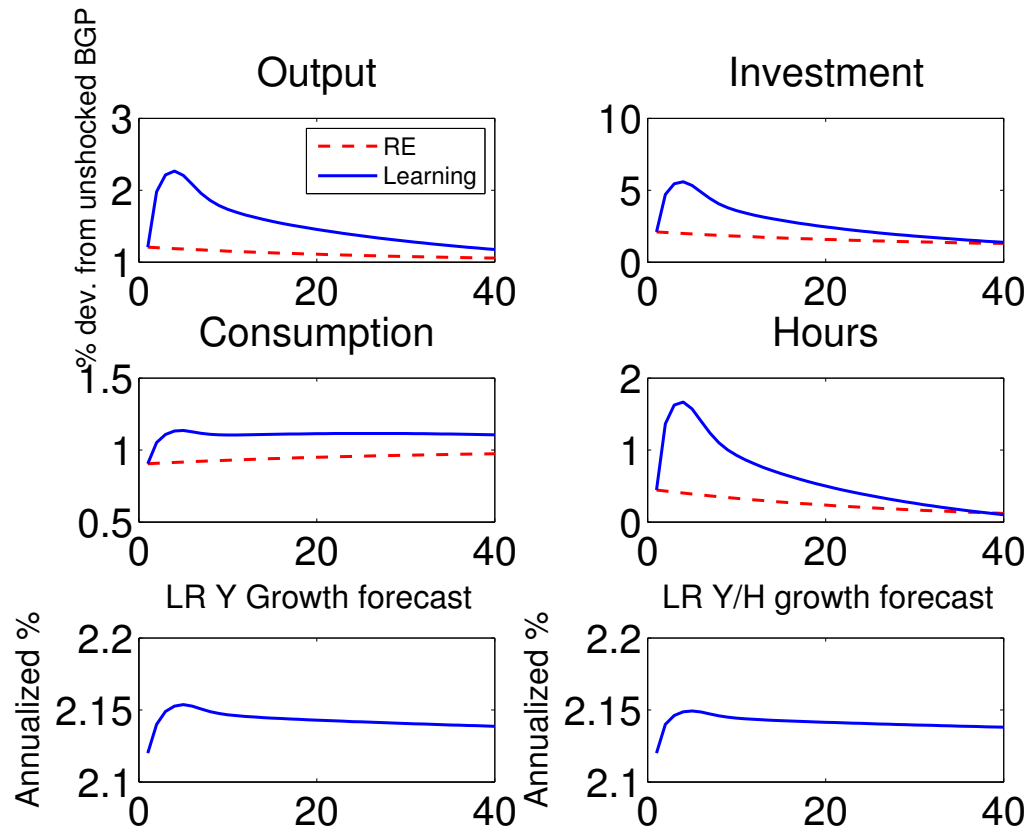 % dev. from unshocked BGP
Output
3
2
1
0 20 40
RE
Learning
Investment
10
5
0
0 20 40
Consumption
1.5
1
0.5
0 20 40
Hours
2
1
0
0 20 40
LR Y Growth forecast
Annualized %
2.2
2.15
2.1
0 20 40
LR Y/H growth forecast
Annualized %
2.2
2.15
2.1
0 20 40